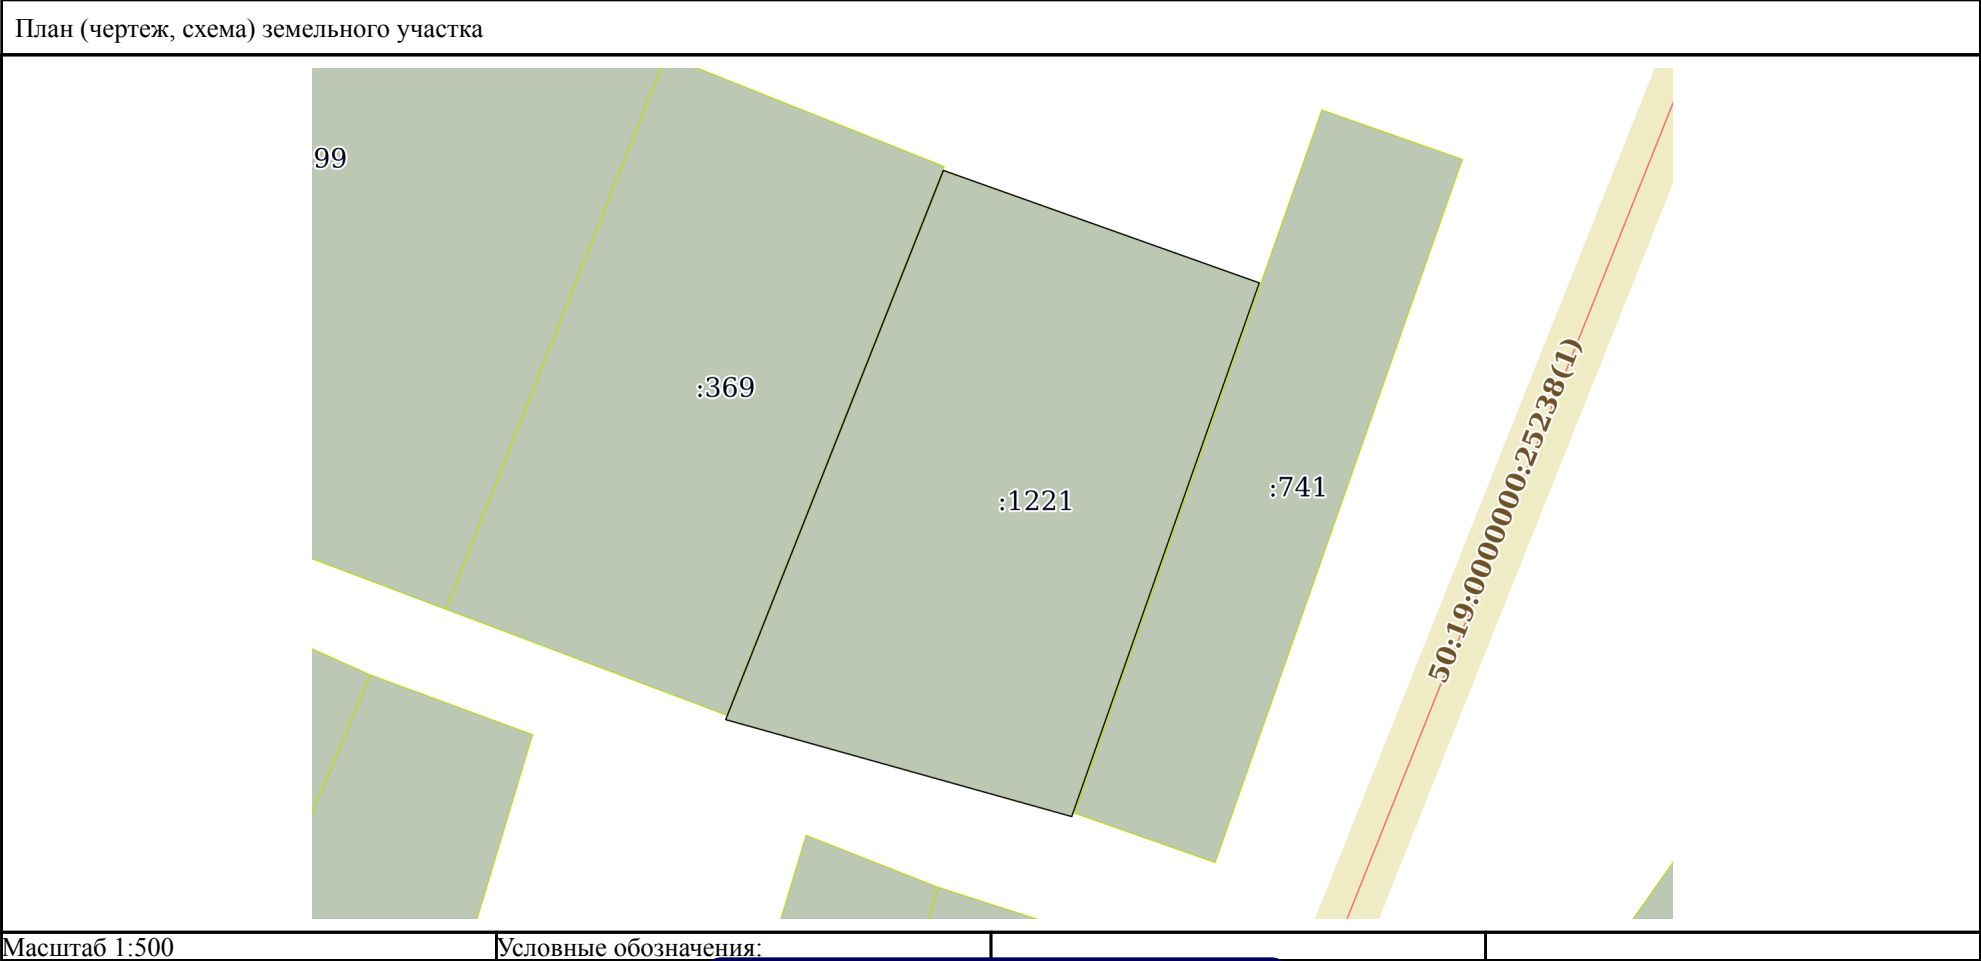 План (чертеж, схема) земельного участка
99
:369
:1221
:741
50:19:0000000:25238(1)
Масштаб 1:500
Условные обозначения: